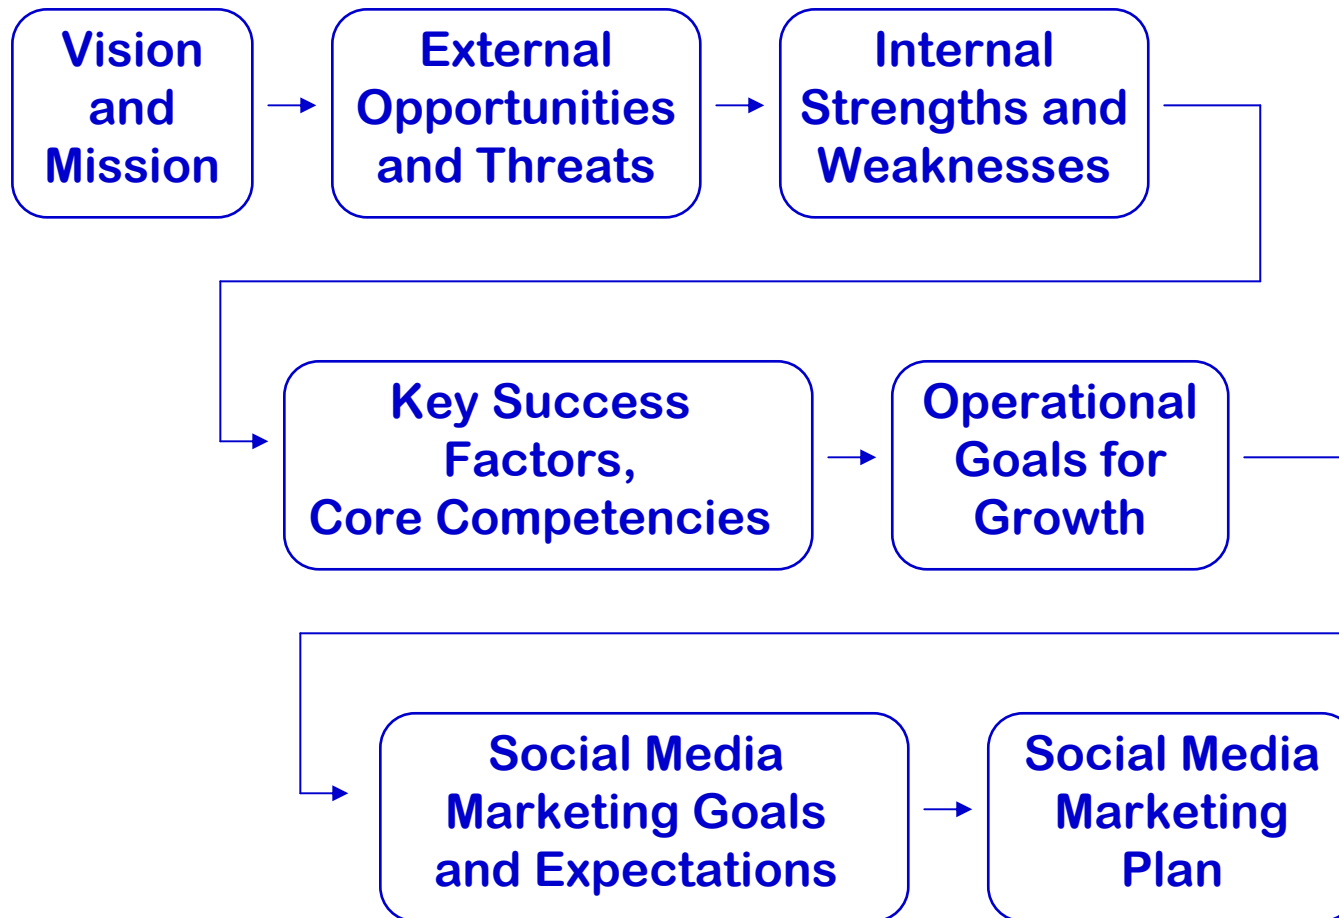 Vision
and
Mission
External
Opportunities
and Threats
Internal
Strengths and
Weaknesses
Key Success
Factors,
Core Competencies
Operational
Goals for
Growth
Social Media
Marketing Goals
and Expectations
Social Media
Marketing
Plan